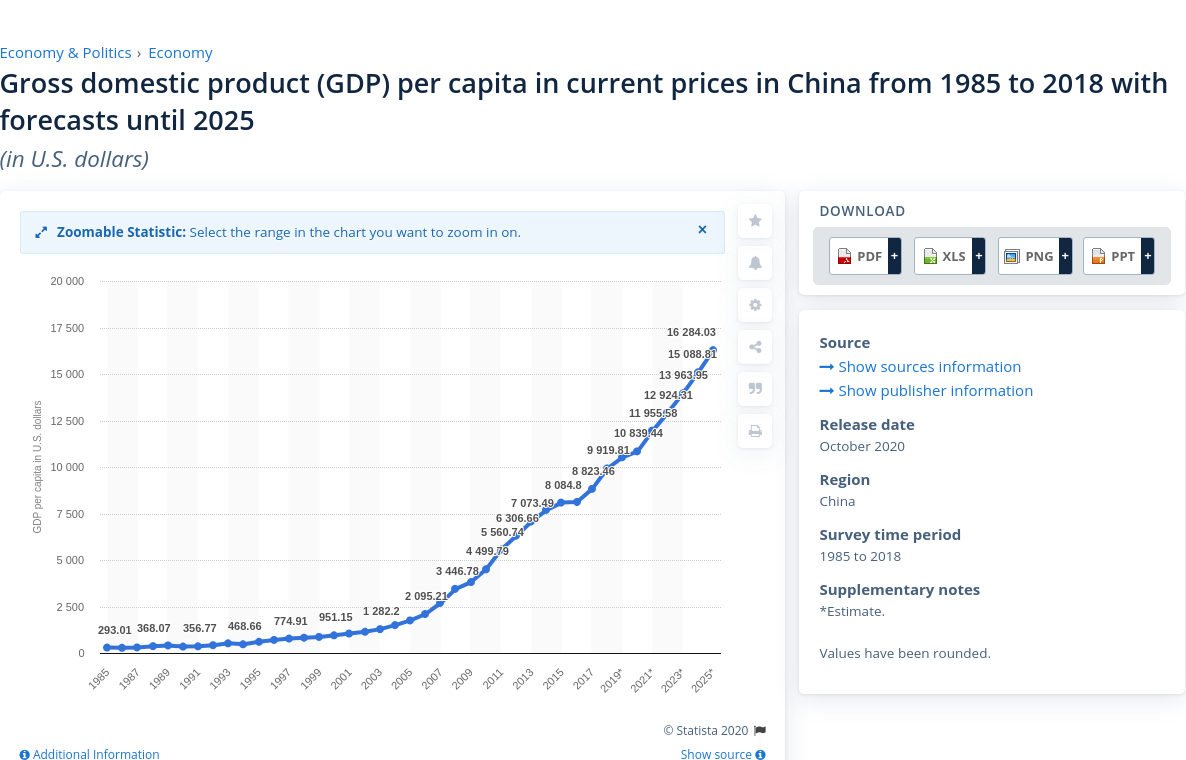 Economy & Politics › Economy
Gross domestic product (GDP) per capita in current prices in China from 1985 to 2018 with
forecasts until 2025
(in U.S. dollars)
Zoomable Statistic: Select the range in the chart you want to zoom in on. ×
GDP per capita in U.S. dollars
20 000
17 500
15 000
12 500
10 000
7 500
5 000
2 500
0
293.01
368.07
356.77
468.66
774.91
951.15
1 282.2
2 095.21
3 446.78
4 499.79
5 560.74
6 306.66
7 073.49
8 084.8
8 823.46
9 919.81
10 839.44
11 955.58
12 924.31
13 963.95
15 088.81
16 284.03
1985
1987
1989
1991
1993
1995
1997
1999
2001
2003
2005
2007
2009
2011
2013
2015
2017
2019*
2021*
2023*
2025*
© Statista 2020
Additional Information
Show source
DOWNLOAD
PDF + XLS + PNG + PPT +
Source
Show sources information
Show publisher information
Release date
October 2020
Region
China
Survey time period
1985 to 2018
Supplementary notes
*Estimate.
Values have been rounded.